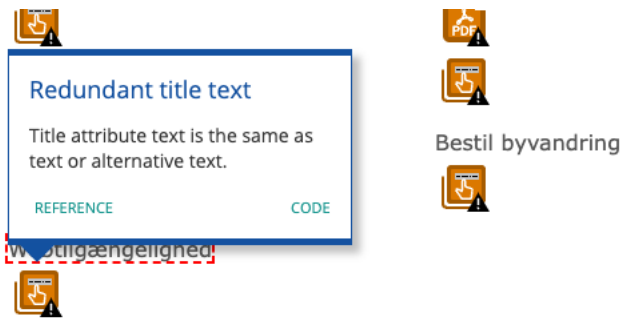 PDF
Redundant title text
Title attribute text is the same as
text or alternative text.
Bestil byvandring
REFERENCE
CODE